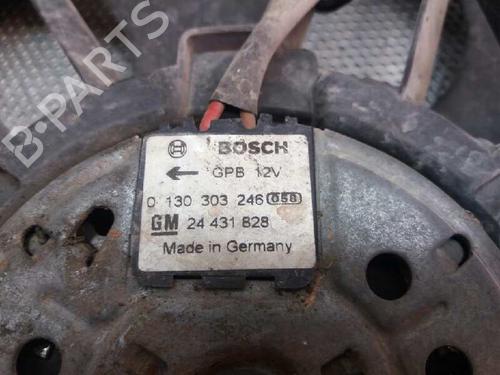 BOSCH
GPB 12V
0 130 303 246 058
GM 24 431 828
Made in Germany
B-PARTS